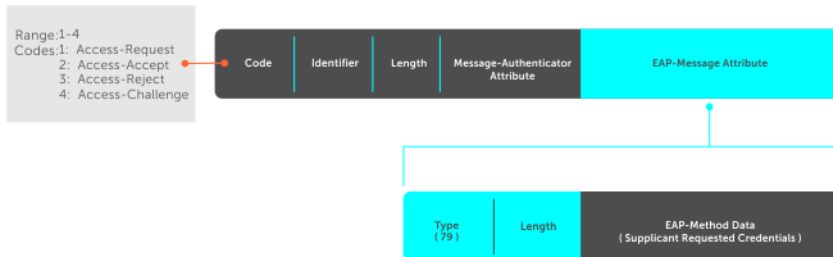 Range:1-4
Codes:1: Access-Request
2: Access-Accept
3: Access-Reject
4: Access-Challenge
Code
Identifier
Length
Message-Authenticator
Attribute
EAP-Message Attribute
Type
( 79 )
Length
EAP-Method Data
( Supplicant Requested Credentials )